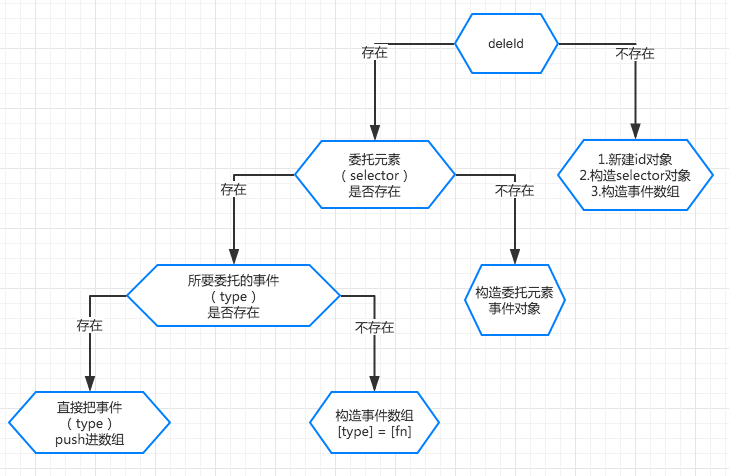 deleId
存在
不存在
委托元素
（selector）
是否存在
1.新建id对象
2.构造selector对象
3.构造事件数组
存在
不存在
所要委托的事件
（type）
是否存在
构造委托元素
事件对象
存在
不存在
直接把事件
（type）
push进数组
构造事件数组
[type] = [fn]